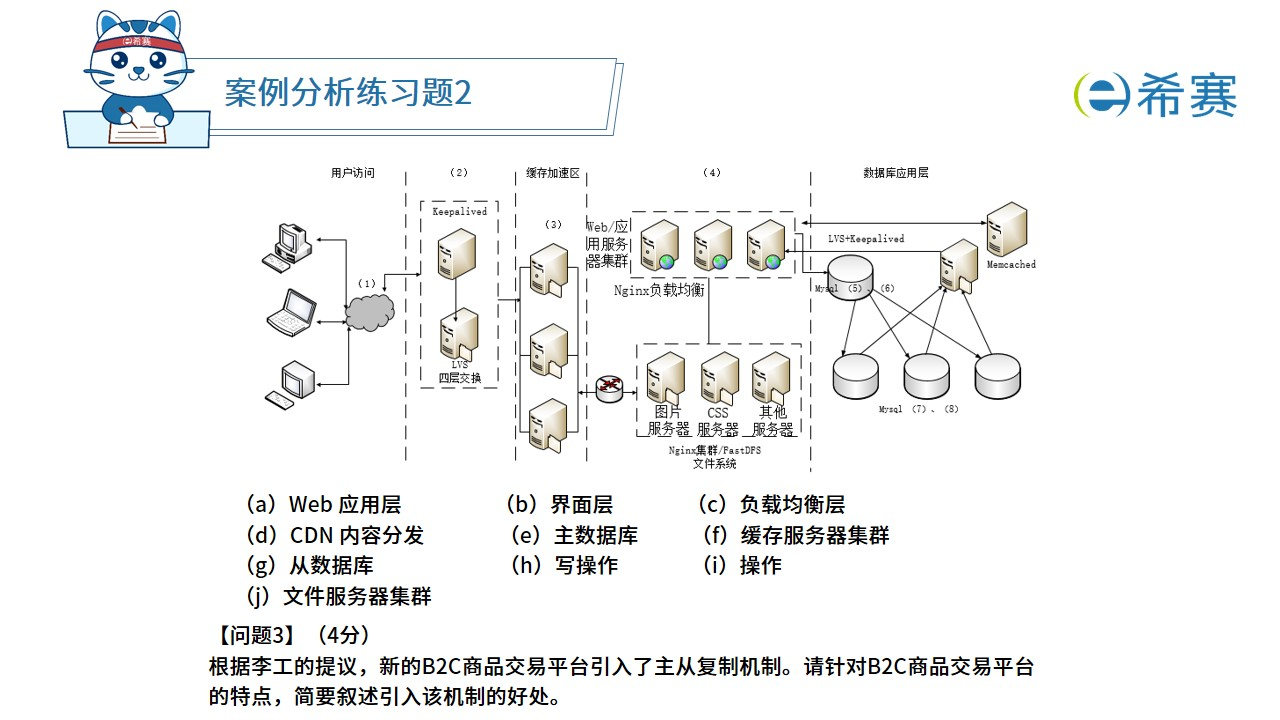 e希赛
案例分析练习题2
e希赛
用户访问
（2）
缓存加速区
（4）
数据库应用层
Keepalived
（3）
Web/应
用服务
器集群
LVS+Keepalived
Memcached
（1）
Nginx负载均衡
Mysql （5）、（6）
LVS
四层交换
图片
服务器
CSS
服务器
其他
服务器
Mysql （7）、（8）
Nginx集群/FastDFS
文件系统
（a）Web 应用层 （b）界面层 （c）负载均衡层
（d）CDN 内容分发 （e）主数据库 （f）缓存服务器集群
（g）从数据库 （h）写操作 （i）操作
（j）文件服务器集群
【问题3】（4分）
根据李工的提议，新的B2C商品交易平台引入了主从复制机制。请针对B2C商品交易平台
的特点，简要叙述引入该机制的好处。